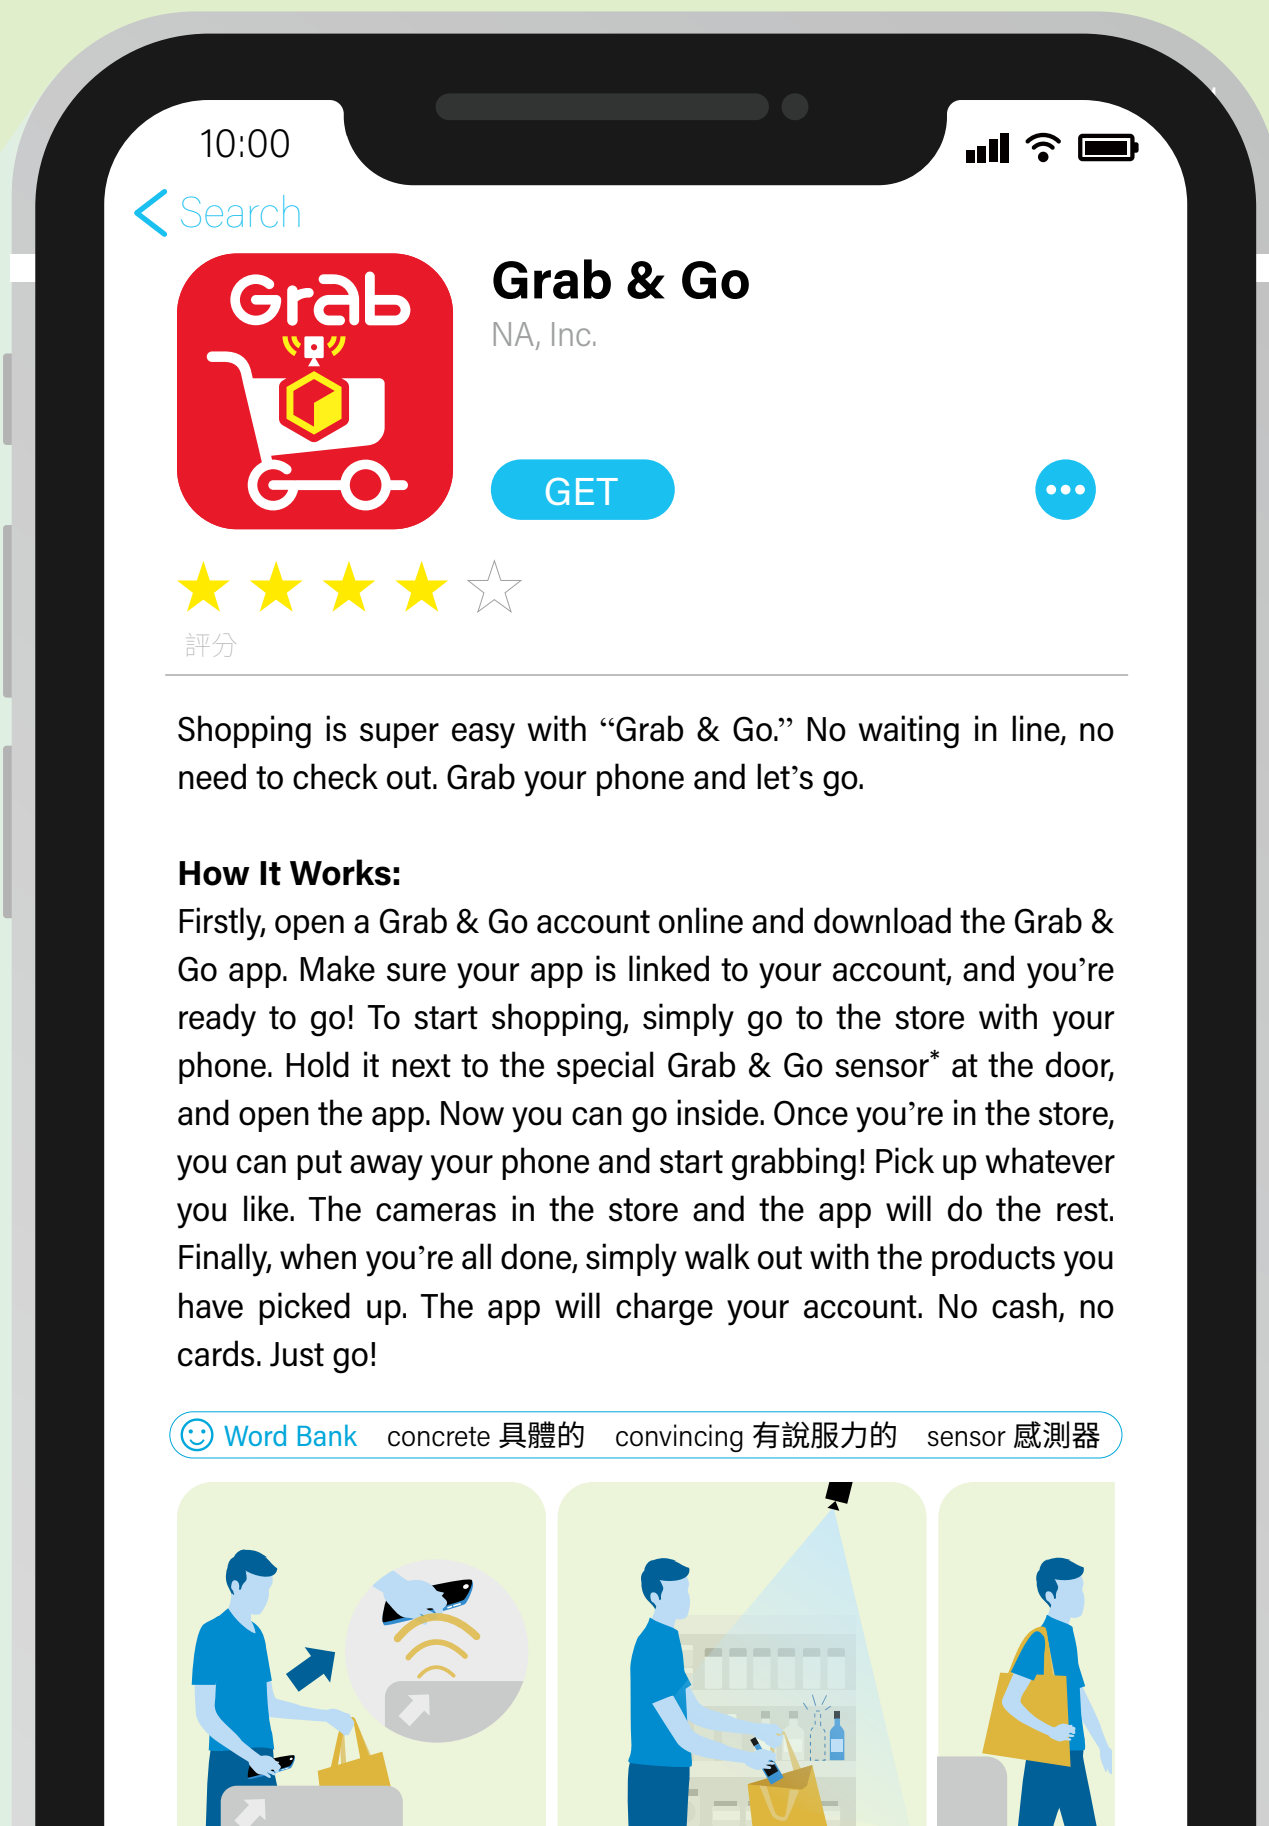 10:00
Search
Grab
Go
Grab & Go
NA, Inc.
GET
評分
Shopping is super easy with “Grab & Go.” No waiting in line, no
need to check out. Grab your phone and let’s go.
How It Works:
Firstly, open a Grab & Go account online and download the Grab &
Go app. Make sure your app is linked to your account, and you’re
ready to go! To start shopping, simply go to the store with your
phone. Hold it next to the special Grab & Go sensor* at the door,
and open the app. Now you can go inside. Once you’re in the store,
you can put away your phone and start grabbing! Pick up whatever
you like. The cameras in the store and the app will do the rest.
Finally, when you’re all done, simply walk out with the products you
have picked up. The app will charge your account. No cash, no
cards. Just go!
Word Bank concrete 具體的 convincing 有說服力的 sensor 感測器